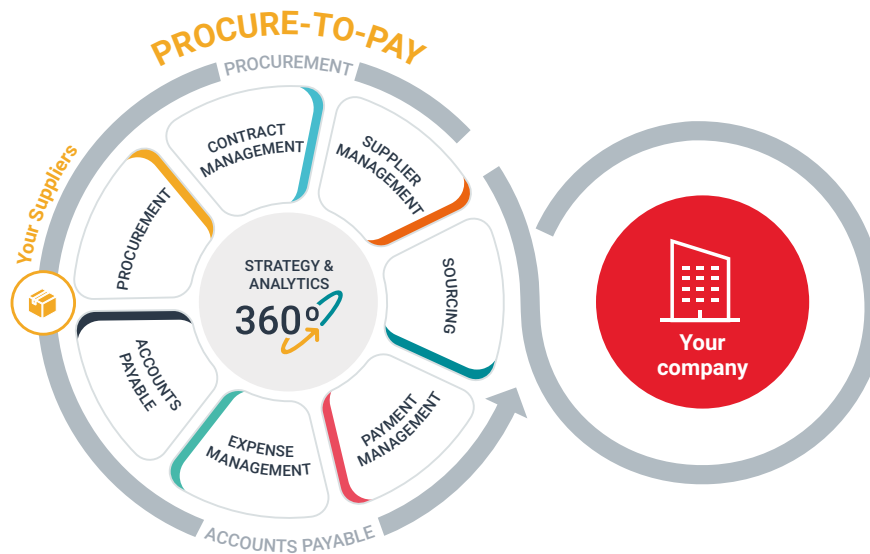 PROCURE-TO-PAY
PROCUREMENT
CONTRACT
MANAGEMENT
SUPPLIER
MANAGEMENT
Your Suppliers
PROCUREMENT
STRATEGY &
ANALYTICS
360º
SOURCING
Your
company
ACCOUNTS
PAYABLE
EXPENSE
MANAGEMENT
PAYMENT
MANAGEMENT
ACCOUNTS PAYABLE